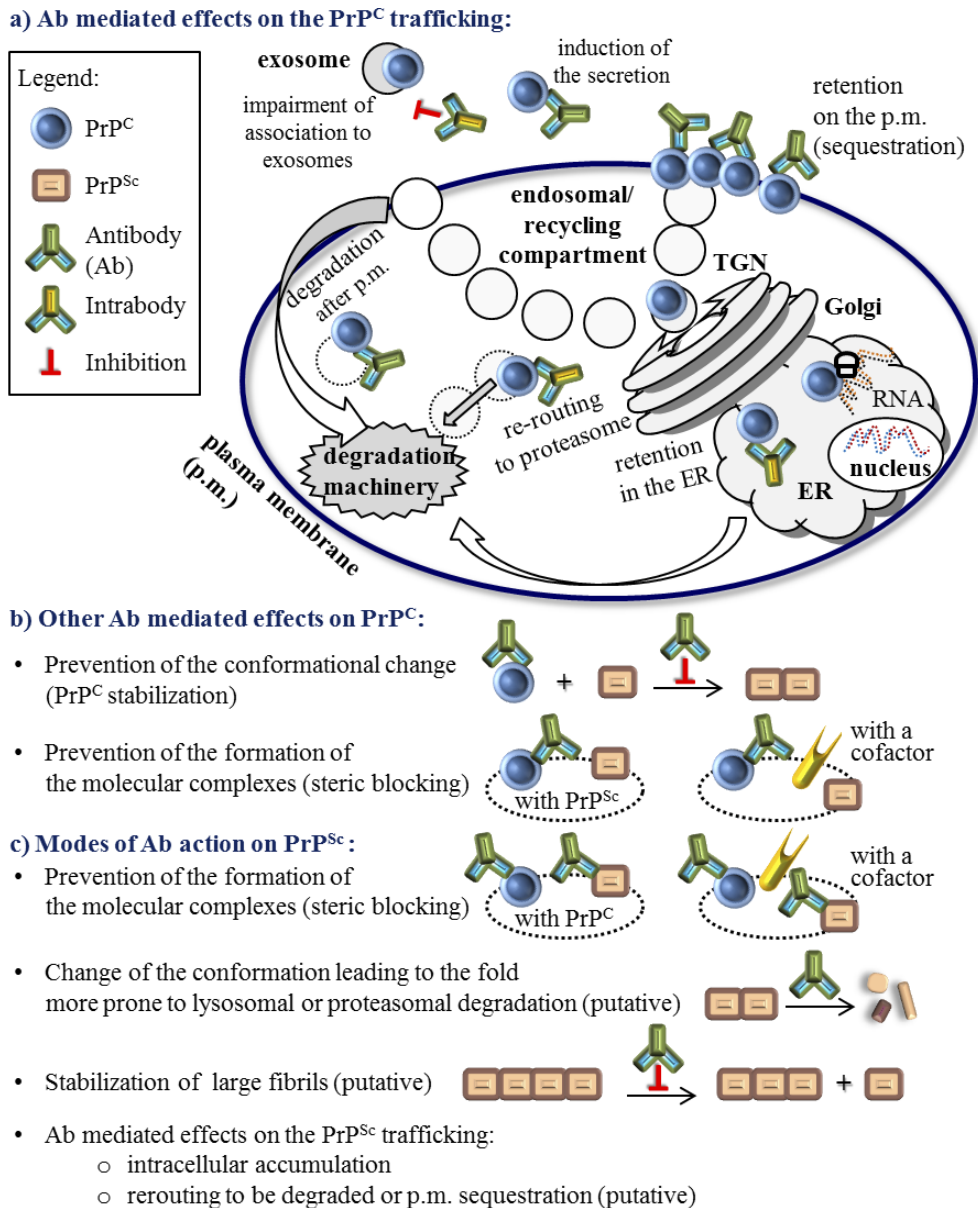 a) Ab mediated effects on the PrPᶜ trafficking:
Legend:
PrPᶜ
PrPˢᶜ
Antibody
(Ab)
Intrabody
Inhibition
exosome
impairment of
association to
exosomes
induction of
the secretion
retention
on the p.m.
(sequestration)
endosomal/
recycling
compartment
TGN
Golgi
RNA
nucleus
ER
degradation
after p.m.
re-routing
to proteasome
retention
in the ER
degradation
machinery
plasma membrane
(p.m.)
b) Other Ab mediated effects on PrPᶜ:
• Prevention of the conformational change
(PrPᶜ stabilization)
+
• Prevention of the formation of
the molecular complexes (steric blocking)
with PrPˢᶜ
with a
cofactor
c) Modes of Ab action on PrPˢᶜ :
• Prevention of the formation of
the molecular complexes (steric blocking)
with PrPᶜ
with a
cofactor
• Change of the conformation leading to the fold
more prone to lysosomal or proteasomal degradation (putative)
• Stabilization of large fibrils (putative)
+
• Ab mediated effects on the PrPˢᶜ trafficking:
o intracellular accumulation
o rerouting to be degraded or p.m. sequestration (putative)